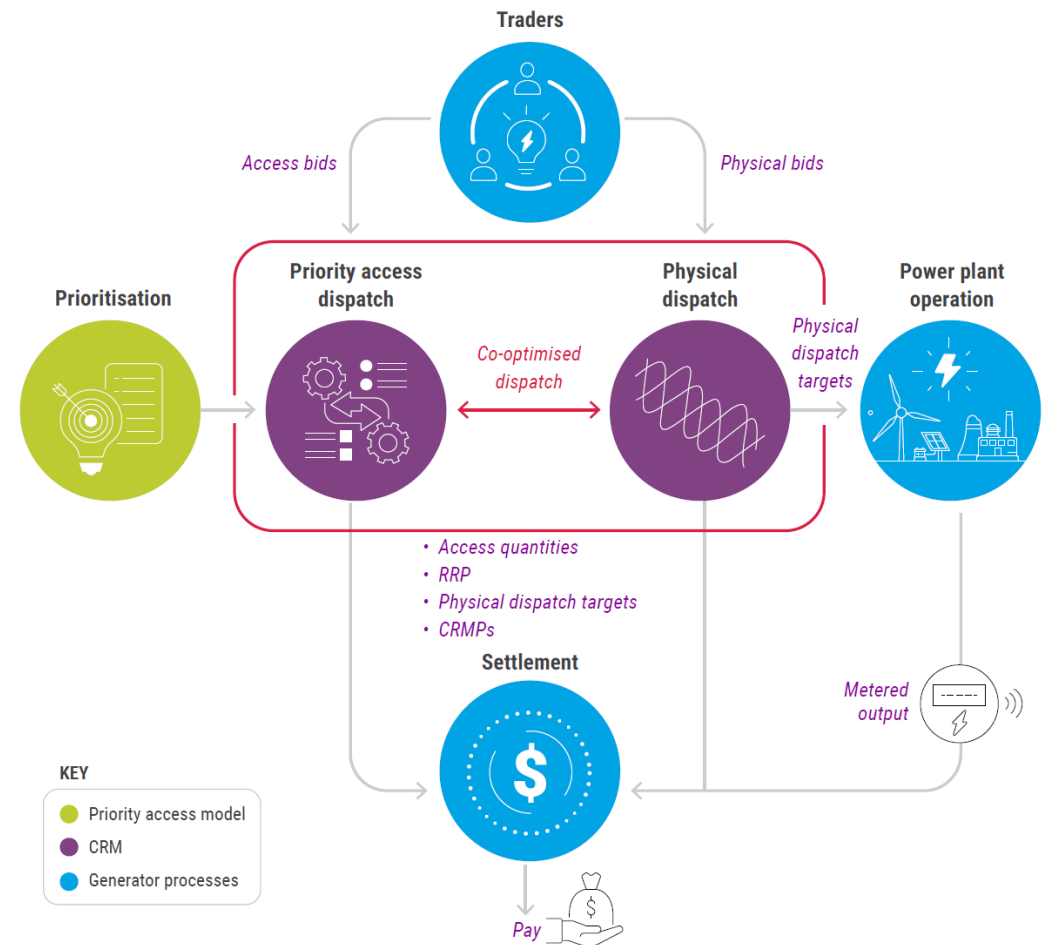 Traders
Access bids
Physical bids
Prioritisation
Priority access
dispatch
Physical
dispatch
Power plant
operation
Co-optimised
dispatch
Physical
dispatch
targets
• Access quantities
• RRP
• Physical dispatch targets
• CRMPs
Settlement
$
Metered
output
KEY
Priority access model
CRM
Generator processes
Pay
$